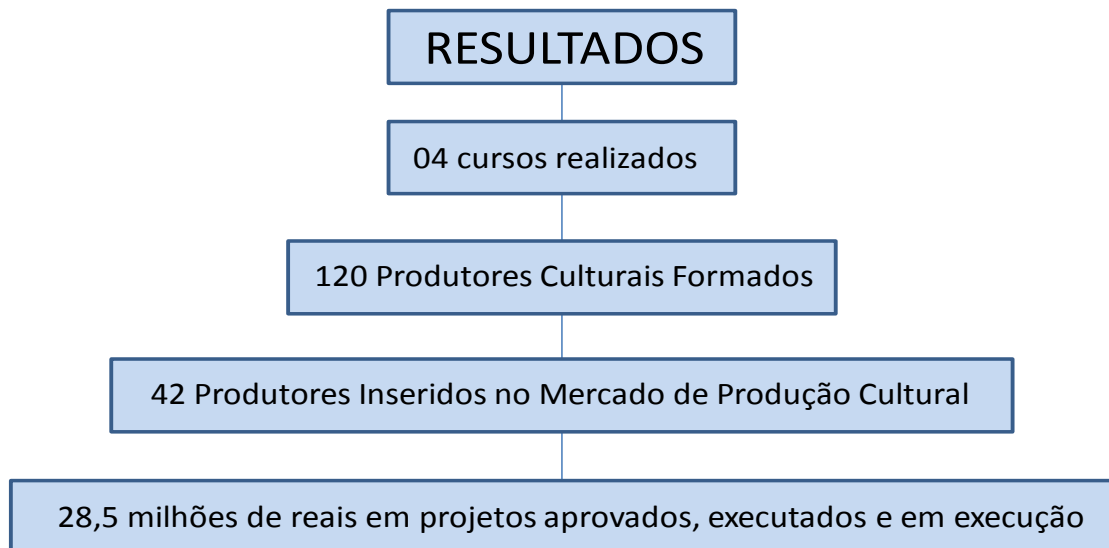 RESULTADOS
04 cursos realizados
120 Produtores Culturais Formados
42 Produtores Inseridos no Mercado de Produção Cultural
28,5 milhões de reais em projetos aprovados, executados e em execução